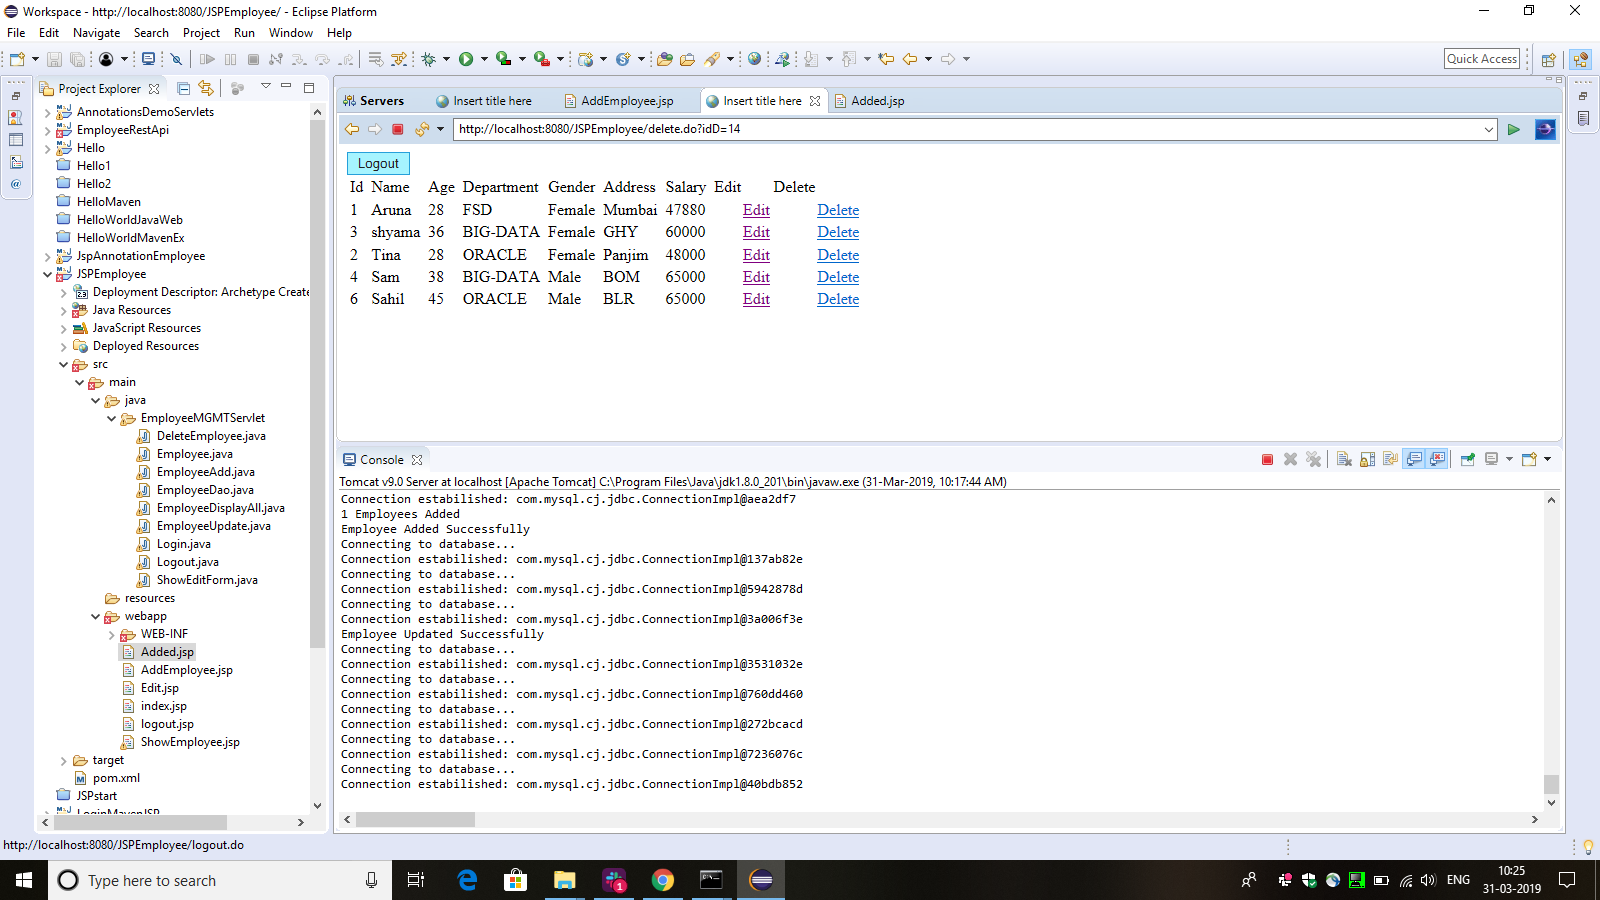 Workspace - http://localhost:8080/JSPEmployee/ - Eclipse Platform
File Edit Navigate Search Project Run Window Help
Quick Access
Project Explorer
AnnotationsDemoServlets
EmployeeRestApi
Hello
Hello1
Hello2
HelloMaven
HelloWorldJavaWeb
HelloWorldMavenEx
JspAnnotationEmployee
JSPEmployee
Deployment Descriptor: Archetype Create
Java Resources
JavaScript Resources
Deployed Resources
src
main
java
EmployeeMGMTServlet
DeleteEmployee.java
Employee.java
EmployeeAdd.java
EmployeeDao.java
EmployeeDisplayAll.java
EmployeeUpdate.java
Login.java
Logout.java
ShowEditForm.java
resources
webapp
WEB-INF
Added.jsp
AddEmployee.jsp
Edit.jsp
index.jsp
logout.jsp
ShowEmployee.jsp
target
pom.xml
JSPstart
LoginMavenJSP
Servers Insert title here AddEmployee.jsp Insert title here Added.jsp
http://localhost:8080/JSPEmployee/delete.do?idD=14
Logout
Id Name Age Department Gender Address Salary Edit Delete
1 Aruna 28 FSD Female Mumbai 47880 Edit Delete
3 shyama 36 BIG-DATA Female GHY 60000 Edit Delete
2 Tina 28 ORACLE Female Panjim 48000 Edit Delete
4 Sam 38 BIG-DATA Male BOM 65000 Edit Delete
6 Sahil 45 ORACLE Male BLR 65000 Edit Delete
Console
Tomcat v9.0 Server at localhost [Apache Tomcat] C:\Program Files\Java\jdk1.8.0_201\bin\javaw.exe (31-Mar-2019, 10:17:44 AM)
Connection estabilished: com.mysql.cj.jdbc.ConnectionImpl@aea2df7
1 Employees Added
Employee Added Successfully
Connecting to database...
Connection estabilished: com.mysql.cj.jdbc.ConnectionImpl@137ab82e
Connecting to database...
Connection estabilished: com.mysql.cj.jdbc.ConnectionImpl@5942878d
Connecting to database...
Connection estabilished: com.mysql.cj.jdbc.ConnectionImpl@3a006f3e
Employee Updated Successfully
Connecting to database...
Connection estabilished: com.mysql.cj.jdbc.ConnectionImpl@3531032e
Connecting to database...
Connection estabilished: com.mysql.cj.jdbc.ConnectionImpl@760dd460
Connecting to database...
Connection estabilished: com.mysql.cj.jdbc.ConnectionImpl@272bcacd
Connecting to database...
Connection estabilished: com.mysql.cj.jdbc.ConnectionImpl@7236076c
Connecting to database...
Connection estabilished: com.mysql.cj.jdbc.ConnectionImpl@40bdb852
http://localhost:8080/JSPEmployee/logout.do
Type here to search
1
ENG
10:25
31-03-2019